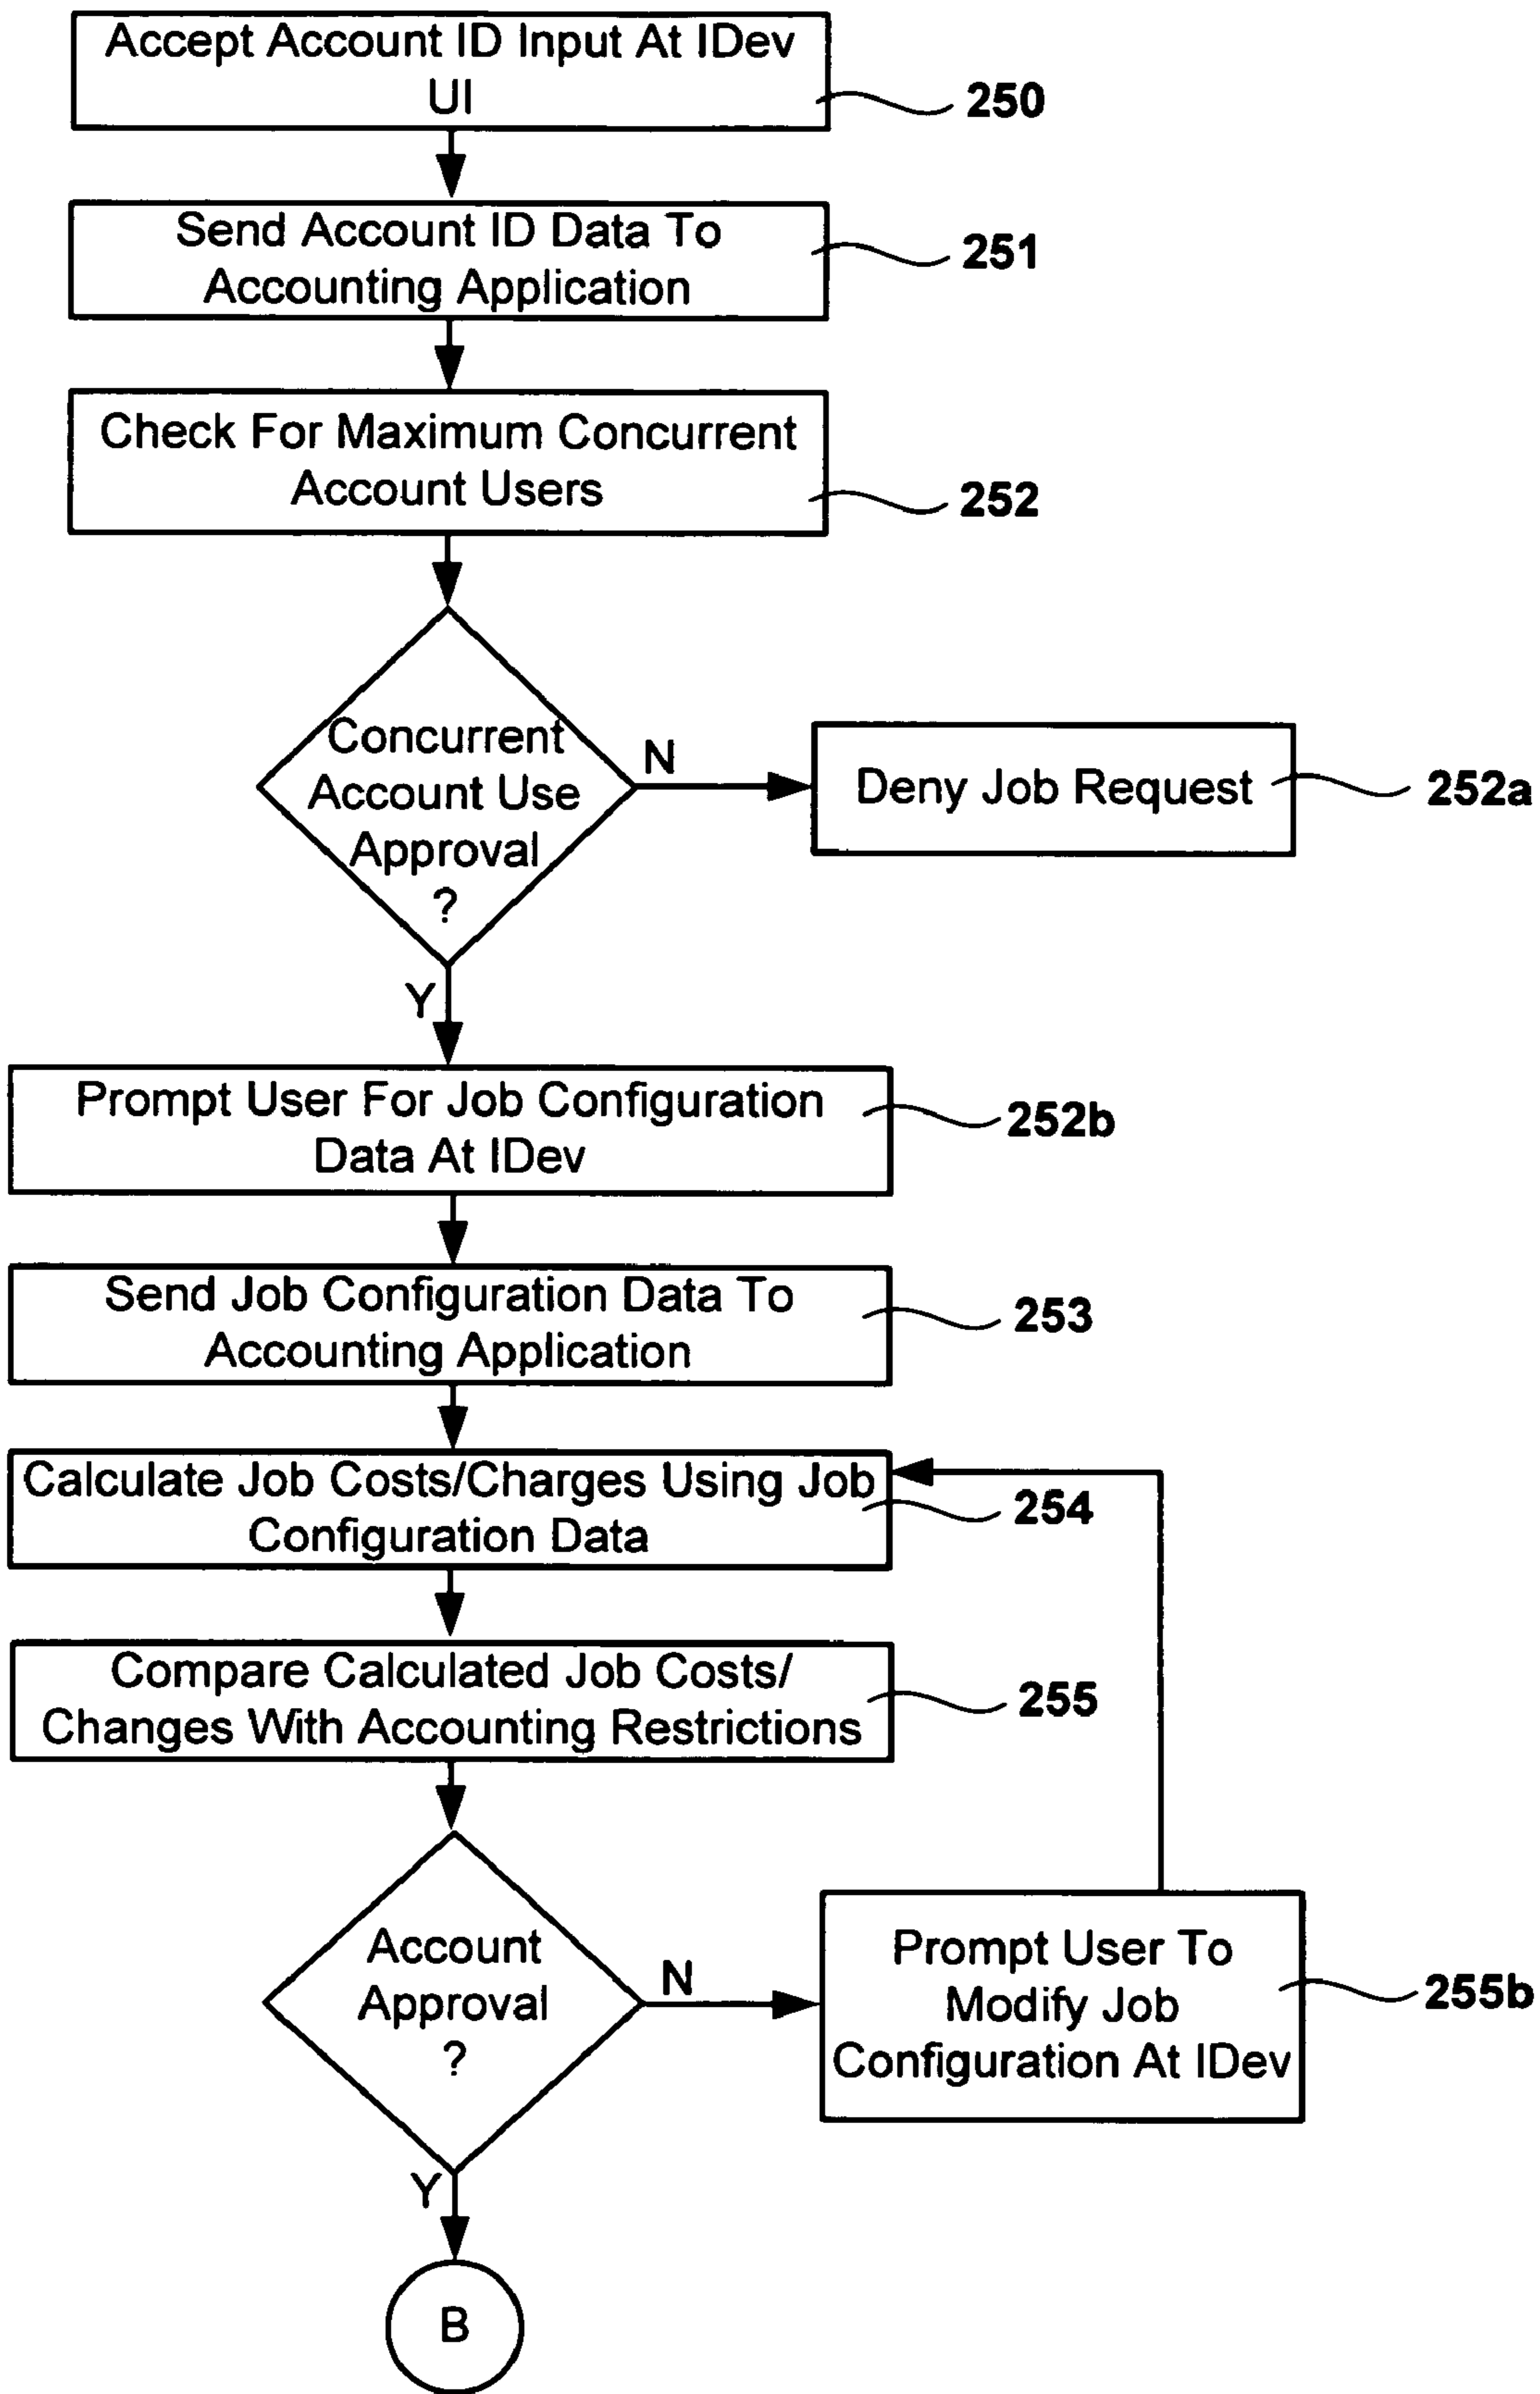 Accept Account ID Input At IDev
UI
250
Send Account ID Data To
Accounting Application
251
Check For Maximum Concurrent
Account Users
252
Concurrent
Account Use
Approval
?
N
Deny Job Request
252a
Y
Prompt User For Job Configuration
Data At IDev
252b
Send Job Configuration Data To
Accounting Application
253
Calculate Job Costs/Charges Using Job
Configuration Data
254
Compare Calculated Job Costs/
Changes With Accounting Restrictions
255
Account
Approval
?
N
Prompt User To
Modify Job
Configuration At IDev
255b
Y
B